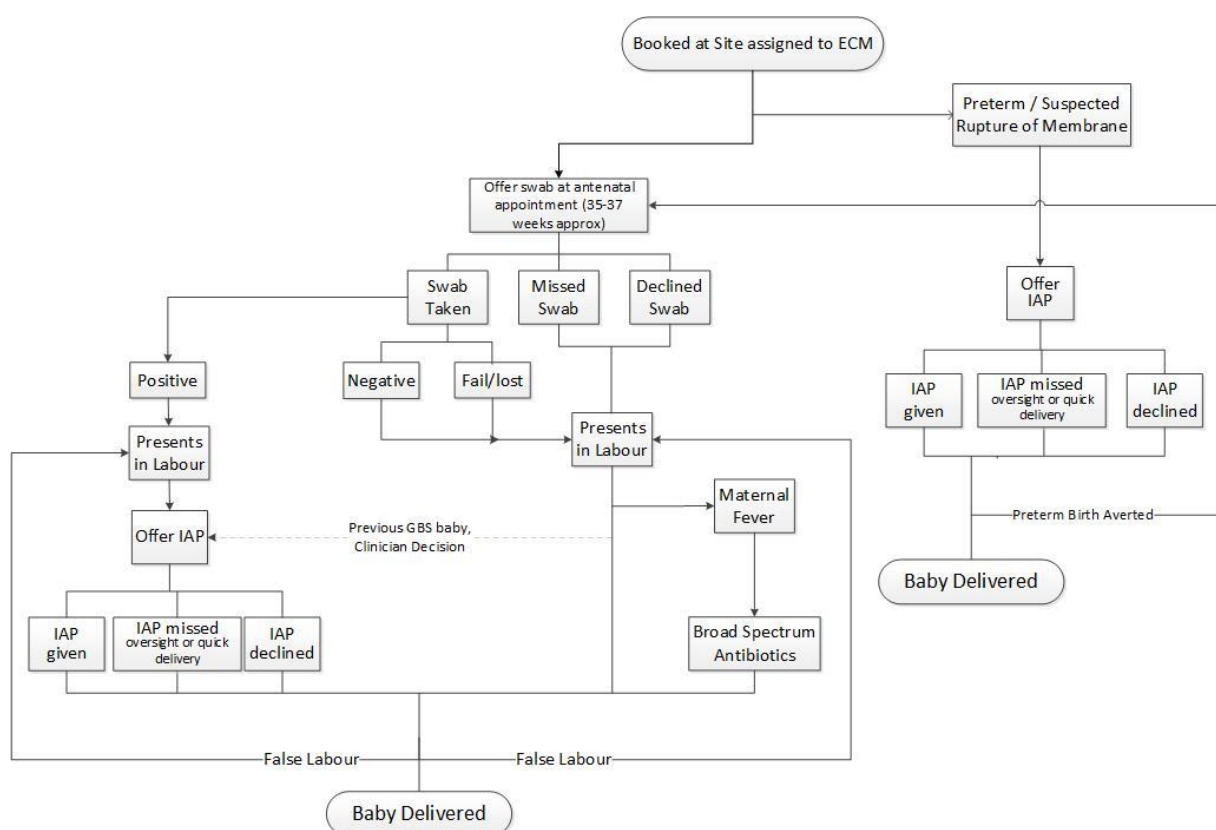 Booked at Site assigned to ECM
Preterm / Suspected
Rupture of Membrane
Offer swab at antenatal
appointment (35-37
weeks approx)
Swab
Taken
Missed
Swab
Declined
Swab
Offer
IAP
Positive
Negative
Fail/lost
IAP
given
IAP missed
oversight or quick
delivery
IAP
declined
Presents
in Labour
Presents
in Labour
Maternal
Fever
Offer IAP
Previous GBS baby,
Clinician Decision
Preterm Birth Averted
Baby Delivered
IAP
given
IAP missed
oversight or quick
delivery
IAP
declined
Broad Spectrum
Antibiotics
False Labour
False Labour
Baby Delivered